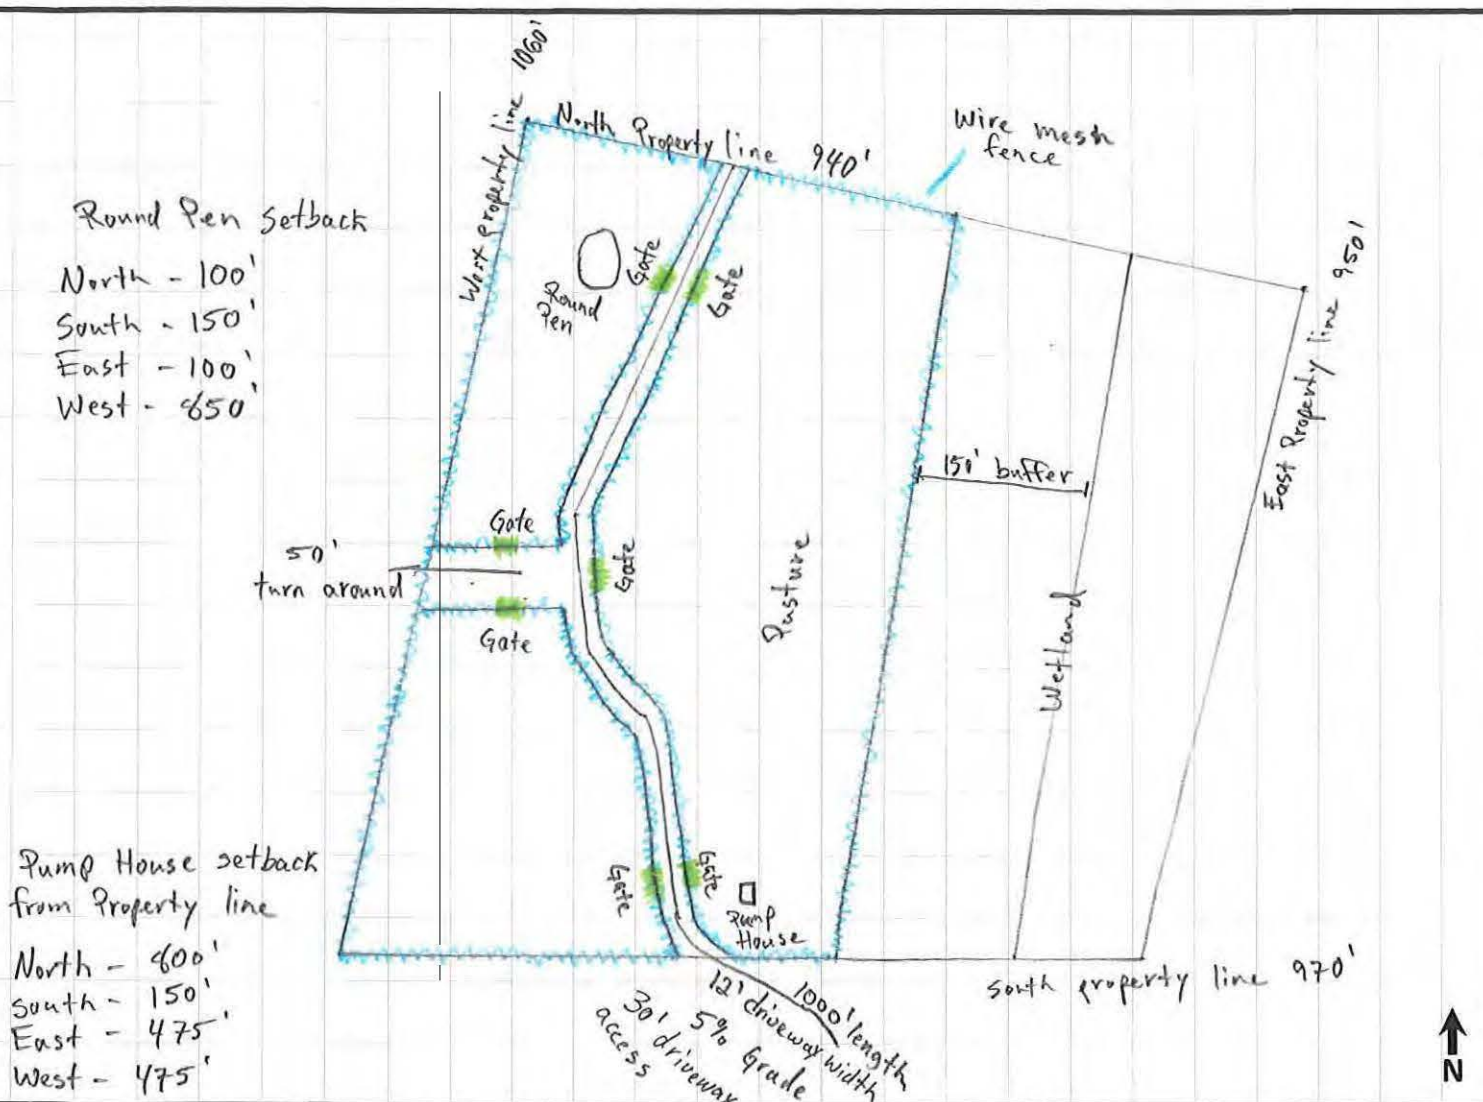 1060'
West property line
North Property line 940'
Wire mesh
fence
Round Pen setback
North - 100'
South - 150'
East - 100'
West - 850'
Gate
Gate
Round
Pen
East Property line 950'
150' buffer
Gate
50'
turn around
Gate
Gate
Pasture
Wetland
Pump House setback
from Property line
North - 800'
South - 150'
East - 475'
West - 475'
Gate
Gate
Pump
House
South property line 970'
1000' length
12' driveway width
5% Grade
30' driveway
access
N